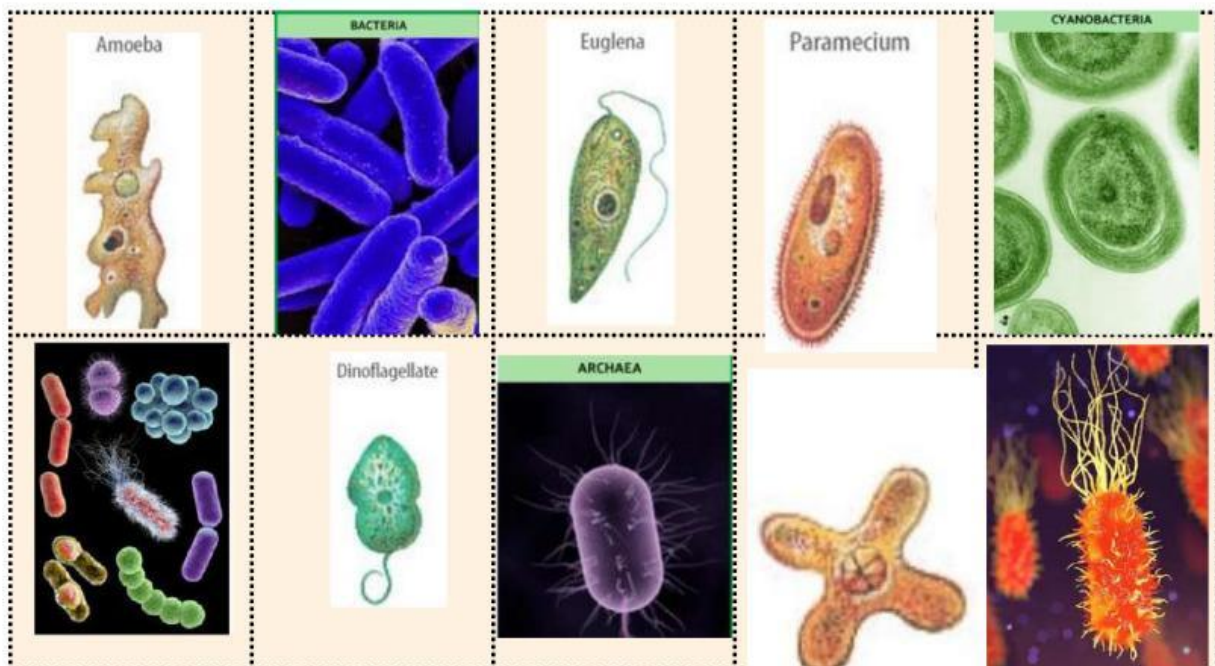 Amoeba
BACTERIA
Euglena
Paramecium
CYANOBACTERIA
Dinoflagellate
ARCHAEA